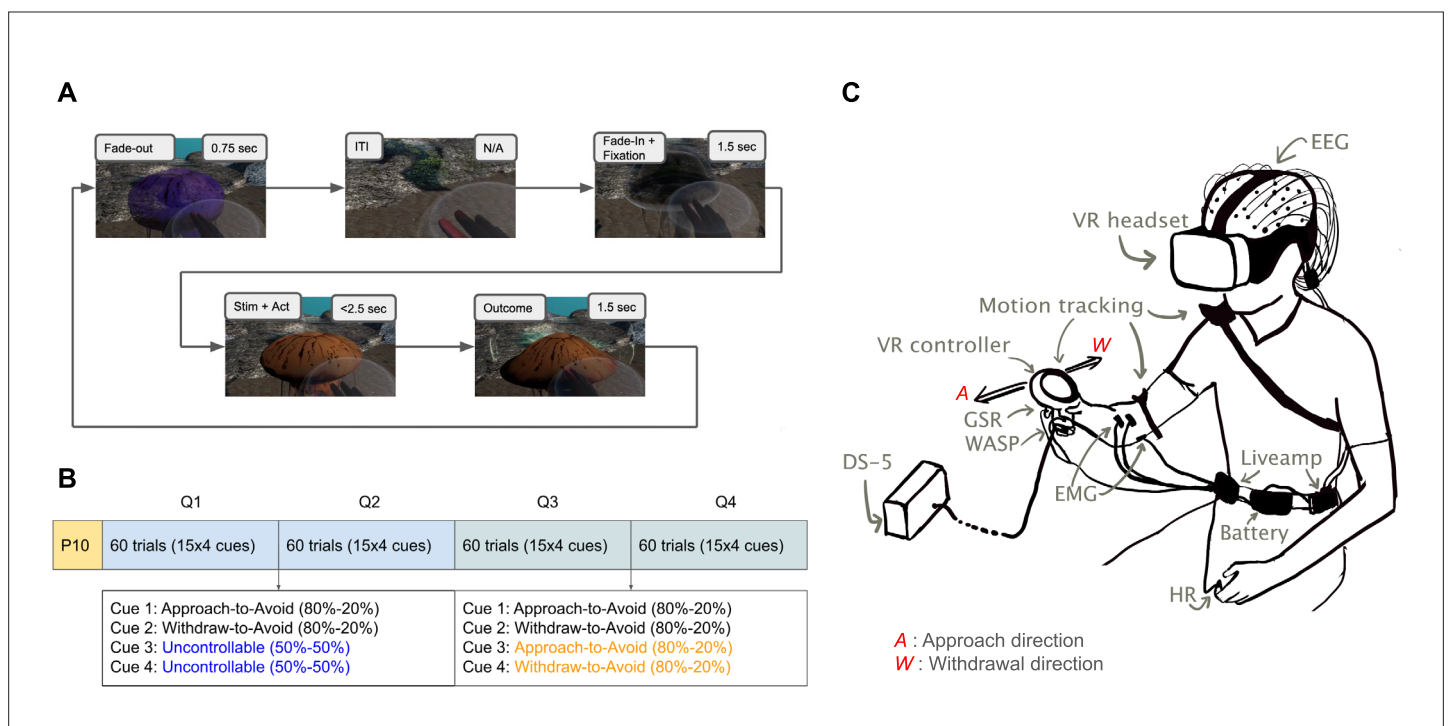 A
Fade-out
0.75 sec
ITI
N/A
Fade-In +
Fixation
1.5 sec
Stim + Act
<2.5 sec
Outcome
1.5 sec
B
Q1
Q2
Q3
Q4
P10
60 trials (15x4 cues)
60 trials (15x4 cues)
60 trials (15x4 cues)
60 trials (15x4 cues)
Cue 1: Approach-to-Avoid (80%-20%)
Cue 2: Withdraw-to-Avoid (80%-20%)
Cue 3: Uncontrollable (50%-50%)
Cue 4: Uncontrollable (50%-50%)
Cue 1: Approach-to-Avoid (80%-20%)
Cue 2: Withdraw-to-Avoid (80%-20%)
Cue 3: Approach-to-Avoid (80%-20%)
Cue 4: Withdraw-to-Avoid (80%-20%)
C
EEG
VR headset
Motion tracking
VR controller
W
A
GSR
WASP
DS-5
EMG
Liveamp
Battery
HR
A : Approach direction
W : Withdrawal direction